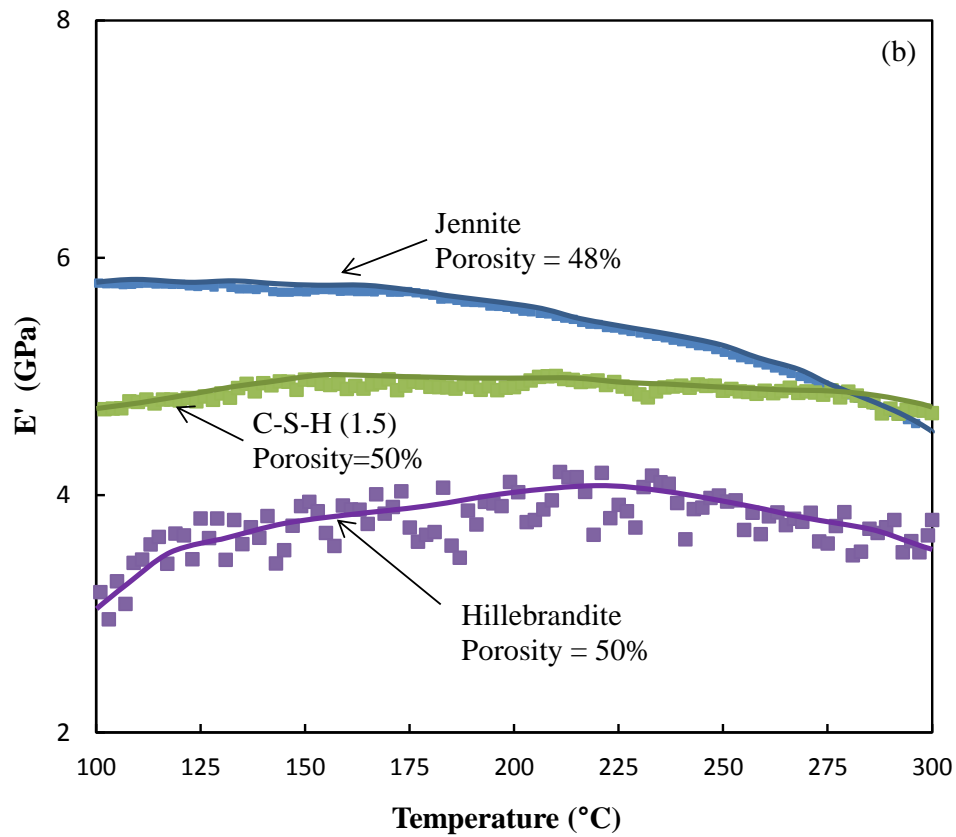 8
(b)
Jennite
Porosity = 48%
6
E' (GPa)
C-S-H (1.5)
Porosity=50%
4
Hillebrandite
Porosity = 50%
2
100 125 150 175 200 225 250 275 300
Temperature (°C)